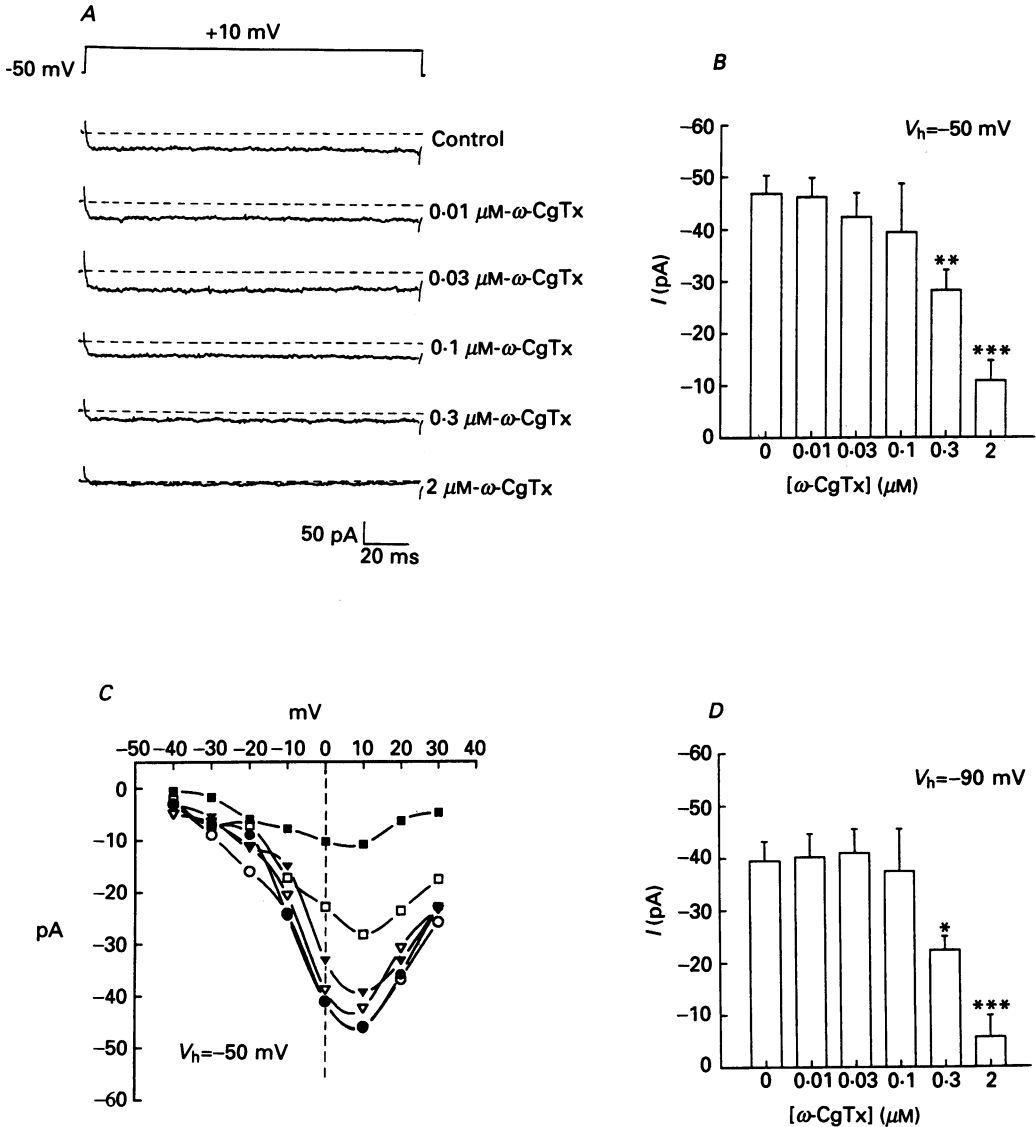 A
+10 mV
-50 mV
Control
0·01 μM-ω-CgTx
0·03 μM-ω-CgTx
0·1 μM-ω-CgTx
0·3 μM-ω-CgTx
2 μM-ω-CgTx
50 pA
20 ms
B
Vh=−50 mV
−60
−50
−40
−30
−20
−10
0
I (pA)
**
***
0 0·01 0·03 0·1 0·3 2
[ω-CgTx] (μM)
C
mV
−50 −40 −30 −20 −10 0 10 20 30 40
0
−10
−20
−30
−40
−50
−60
pA
Vh=−50 mV
D
Vh=−90 mV
−60
−50
−40
−30
−20
−10
0
I (pA)
*
***
0 0·01 0·03 0·1 0·3 2
[ω-CgTx] (μM)